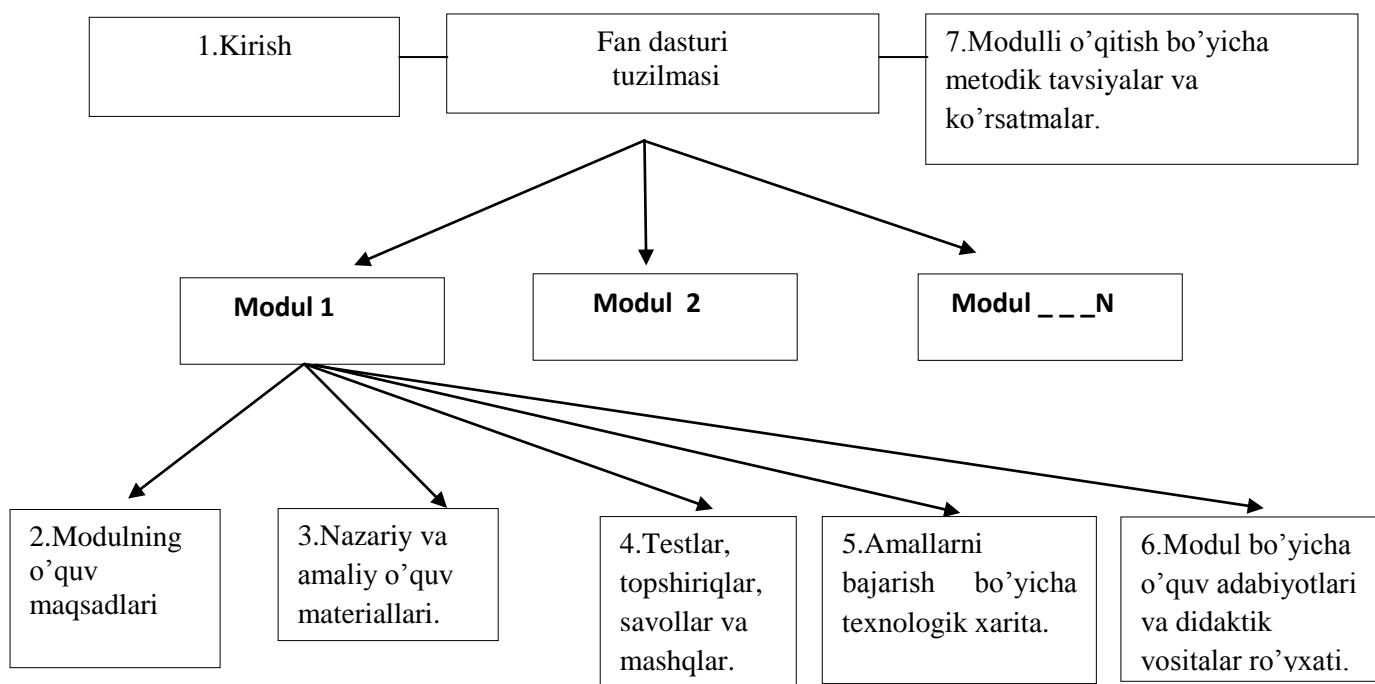 1.Kirish
Fan dasturi
tuzilmasi
7.Modulli o’qitish bo’yicha
metodik tavsiyalar va
ko’rsatmalar.
Modul 1
Modul 2
Modul _ _ _N
2.Modulning
o’quv
maqsadlari
3.Nazariy va
amaliy o’quv
materiallari.
4.Testlar,
topshiriqlar,
savollar va
mashqlar.
5.Amallarni
bajarish bo’yicha
texnologik xarita.
6.Modul bo’yicha
o’quv adabiyotlari
va didaktik
vositalar ro’yxati.